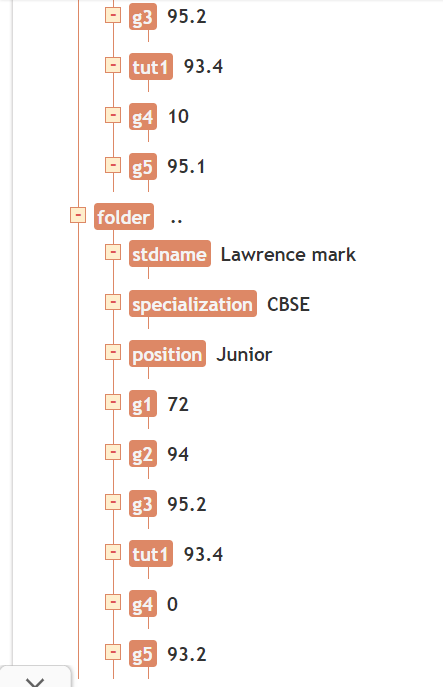 g3 95.2
tut1 93.4
g4 10
g5 95.1
folder ..
stdname Lawrence mark
specialization CBSE
position Junior
g1 72
g2 94
g3 95.2
tut1 93.4
g4 0
g5 93.2